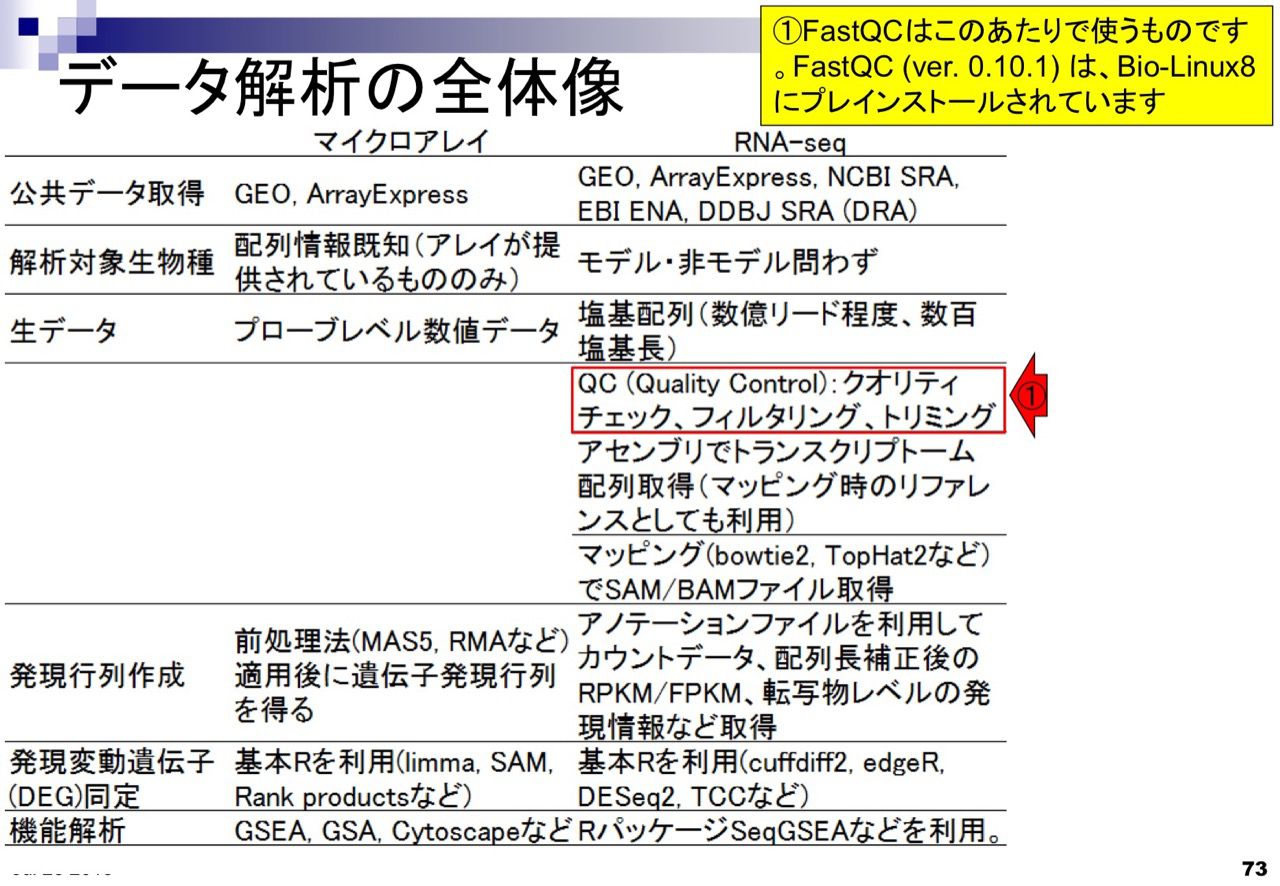 ①FastQCはこのあたりで使うものです
。FastQC (ver. 0.10.1) は、Bio-Linux8
にプレインストールされています
データ解析の全体像
マイクロアレイ
RNA-seq
公共データ取得
GEO, ArrayExpress
GEO, ArrayExpress, NCBI SRA,
EBI ENA, DDBJ SRA (DRA)
解析対象生物種
配列情報既知(アレイが提
供されているもののみ)
モデル・非モデル問わず
生データ
プローブレベル数値データ
塩基配列(数億リード程度、数百
塩基長)
QC (Quality Control):クオリティ
チェック、フィルタリング、トリミング
①
アセンブリでトランスクリプトーム
配列取得(マッピング時のリファレ
ンスとしても利用)
マッピング(bowtie2, TopHat2など)
でSAM/BAMファイル取得
発現行列作成
前処理法(MAS5, RMAなど)
適用後に遺伝子発現行列
を得る
アノテーションファイルを利用して
カウントデータ、配列長補正後の
RPKM/FPKM、転写物レベルの発
現情報など取得
発現変動遺伝子
(DEG)同定
基本Rを利用(limma, SAM,
Rank productsなど)
基本Rを利用(cuffdiff2, edgeR,
DESeq2, TCCなど)
機能解析
GSEA, GSA, Cytoscapeなど
RパッケージSeqGSEAなどを利用。
73